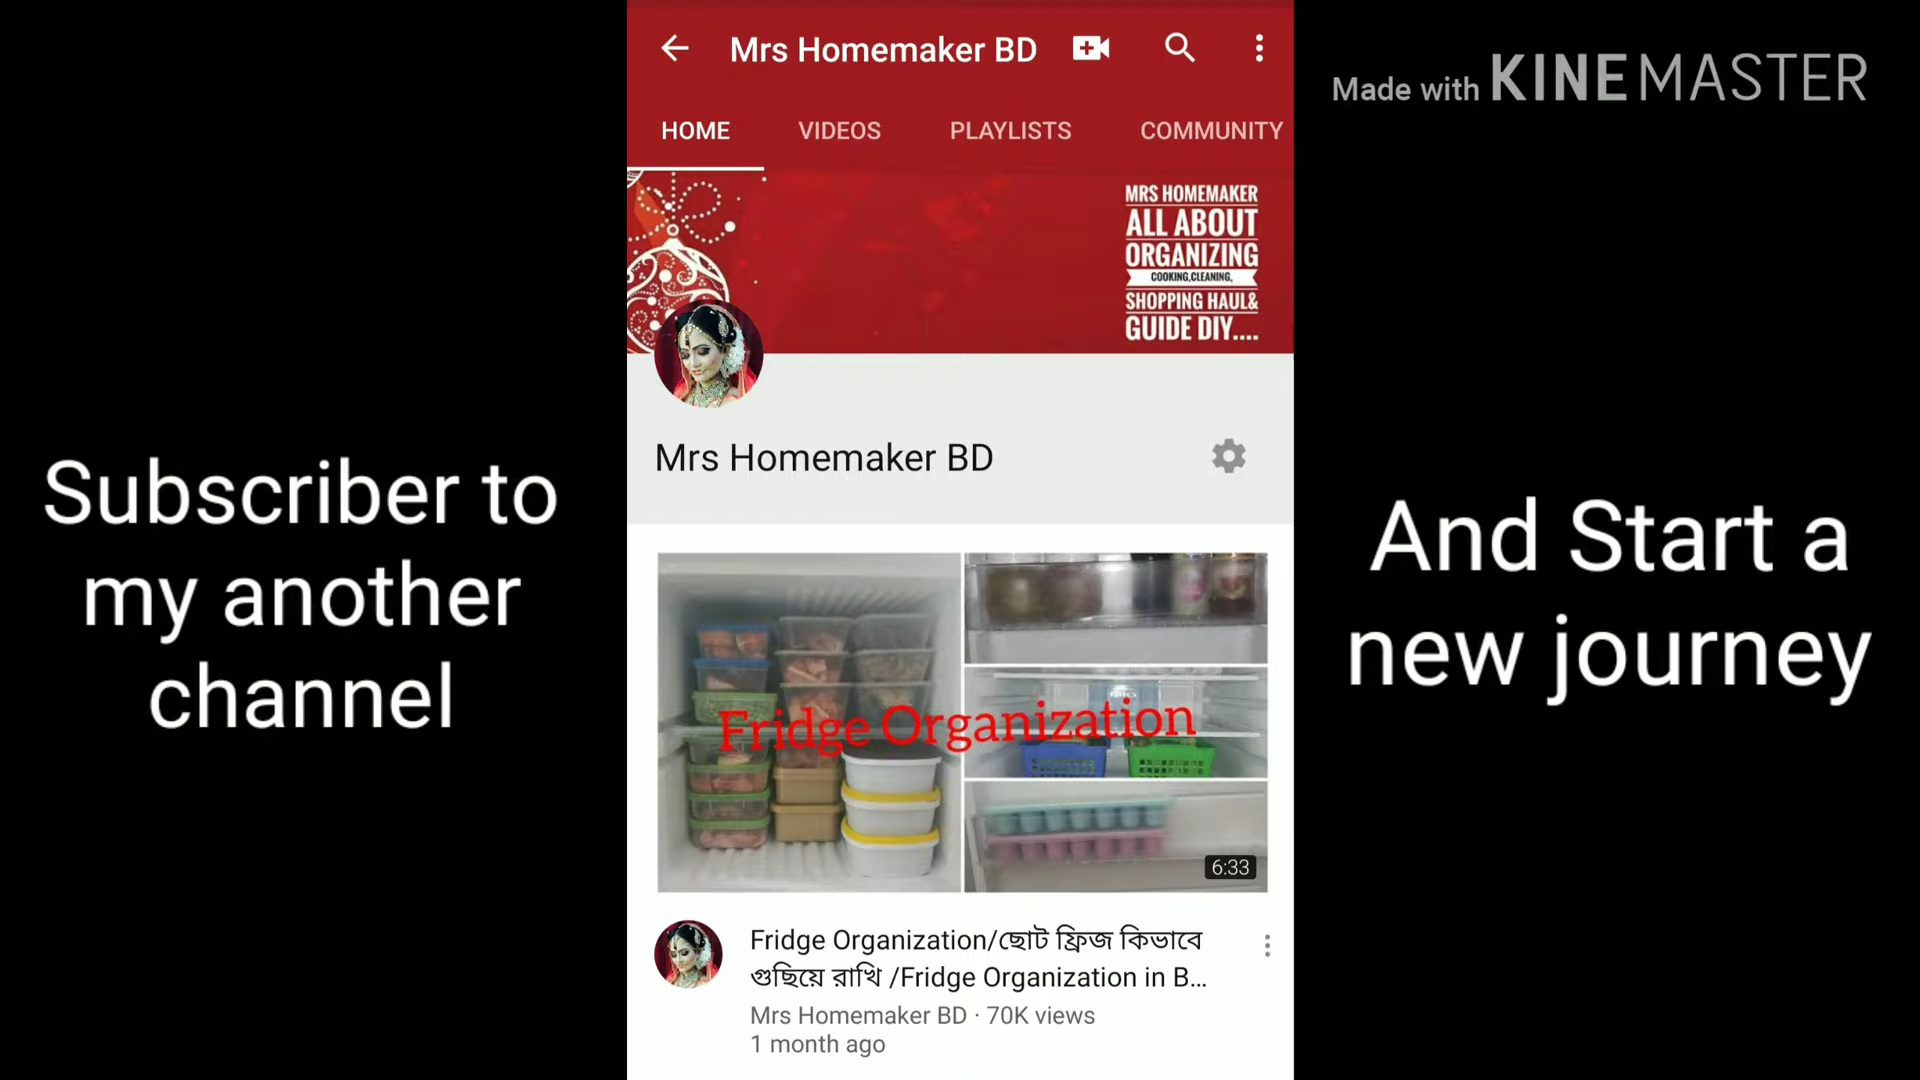 Mrs Homemaker BD
Made with KINEMASTER
HOME VIDEOS PLAYLISTS COMMUNITY
MRS HOMEMAKER
ALL ABOUT
ORGANIZING
COOKING,CLEANING,
SHOPPING HAUL&
GUIDE DIY....
Mrs Homemaker BD
Subscriber to
my another
channel
And Start a
new journey
Fridge Organization
6:33
Fridge Organization/ছোট ফ্রিজ কিভাবে
গুছিয়ে রাখি /Fridge Organization in B...
Mrs Homemaker BD · 70K views
1 month ago